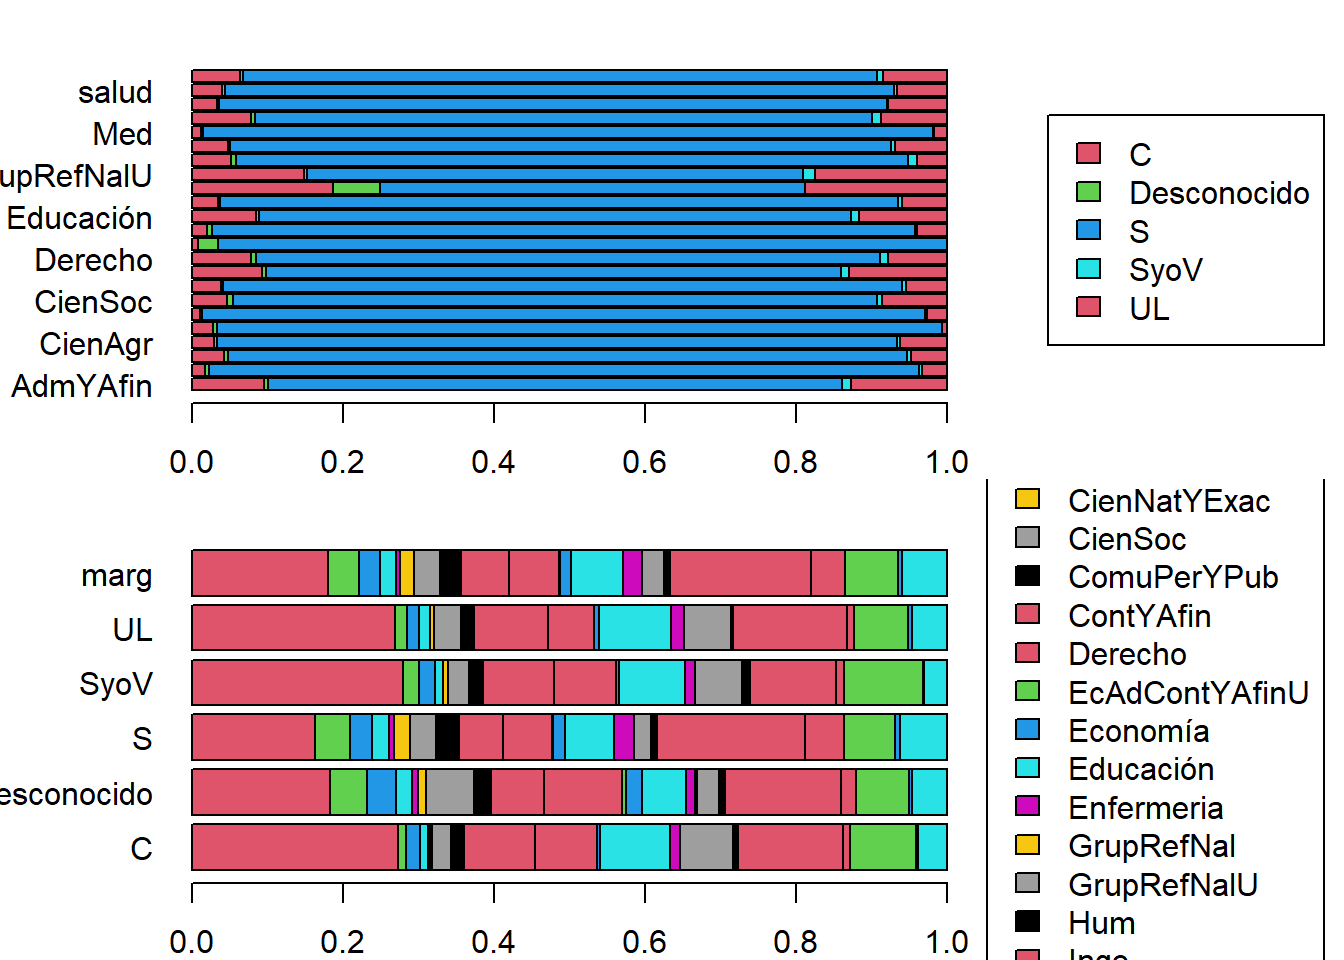 salud
Med
upRefNalU
Educación
Derecho
CienSoc
CienAgr
AdmYAfin
0.0 0.2 0.4 0.6 0.8 1.0
C
Desconocido
S
SyoV
UL
marg
UL
SyoV
S
esconocido
C
0.0 0.2 0.4 0.6 0.8 1.0
CienNatYExac
CienSoc
ComuPerYPub
ContYAfin
Derecho
EcAdContYAfinU
Economía
Educación
Enfermeria
GrupRefNal
GrupRefNalU
Hum